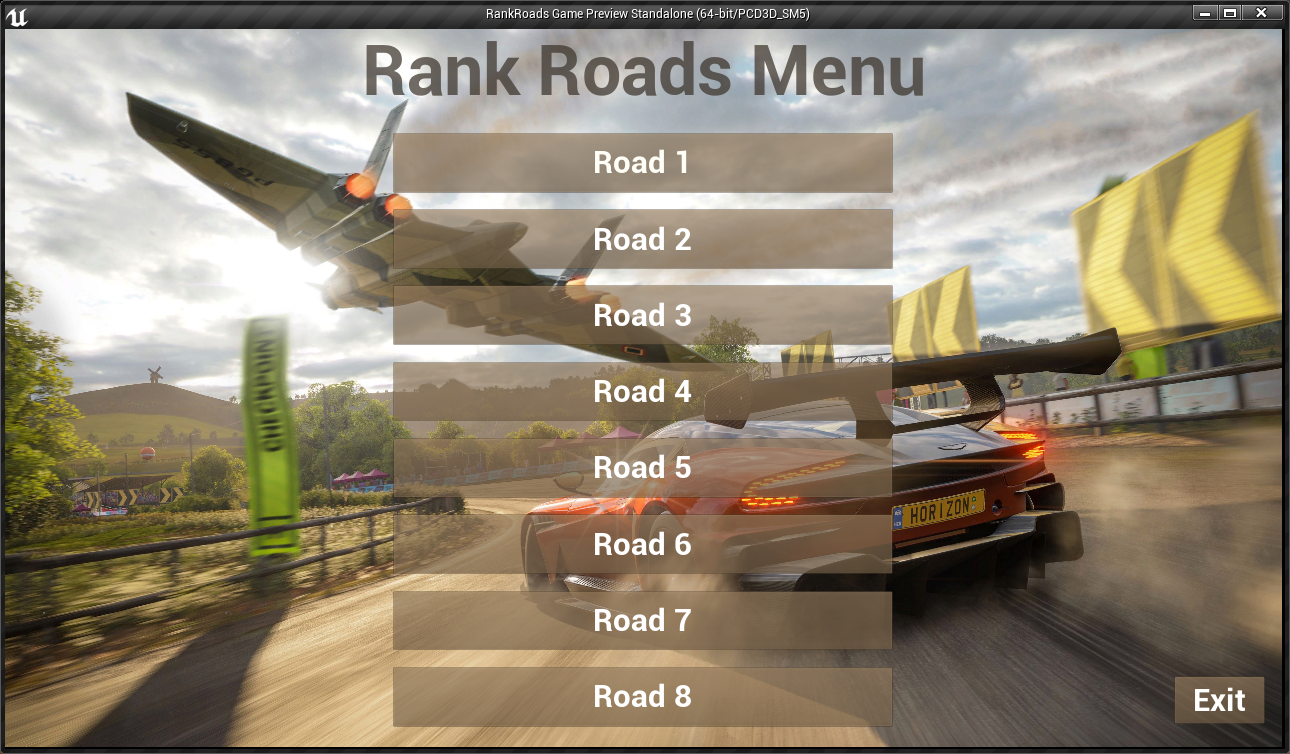 RankRoads Game Preview Standalone (64-bit/PCD3D_SM5)
Rank Roads Menu
Road 1
Road 2
Road 3
Road 4
Road 5
Road 6
Road 7
Road 8
HORIZON
Exit